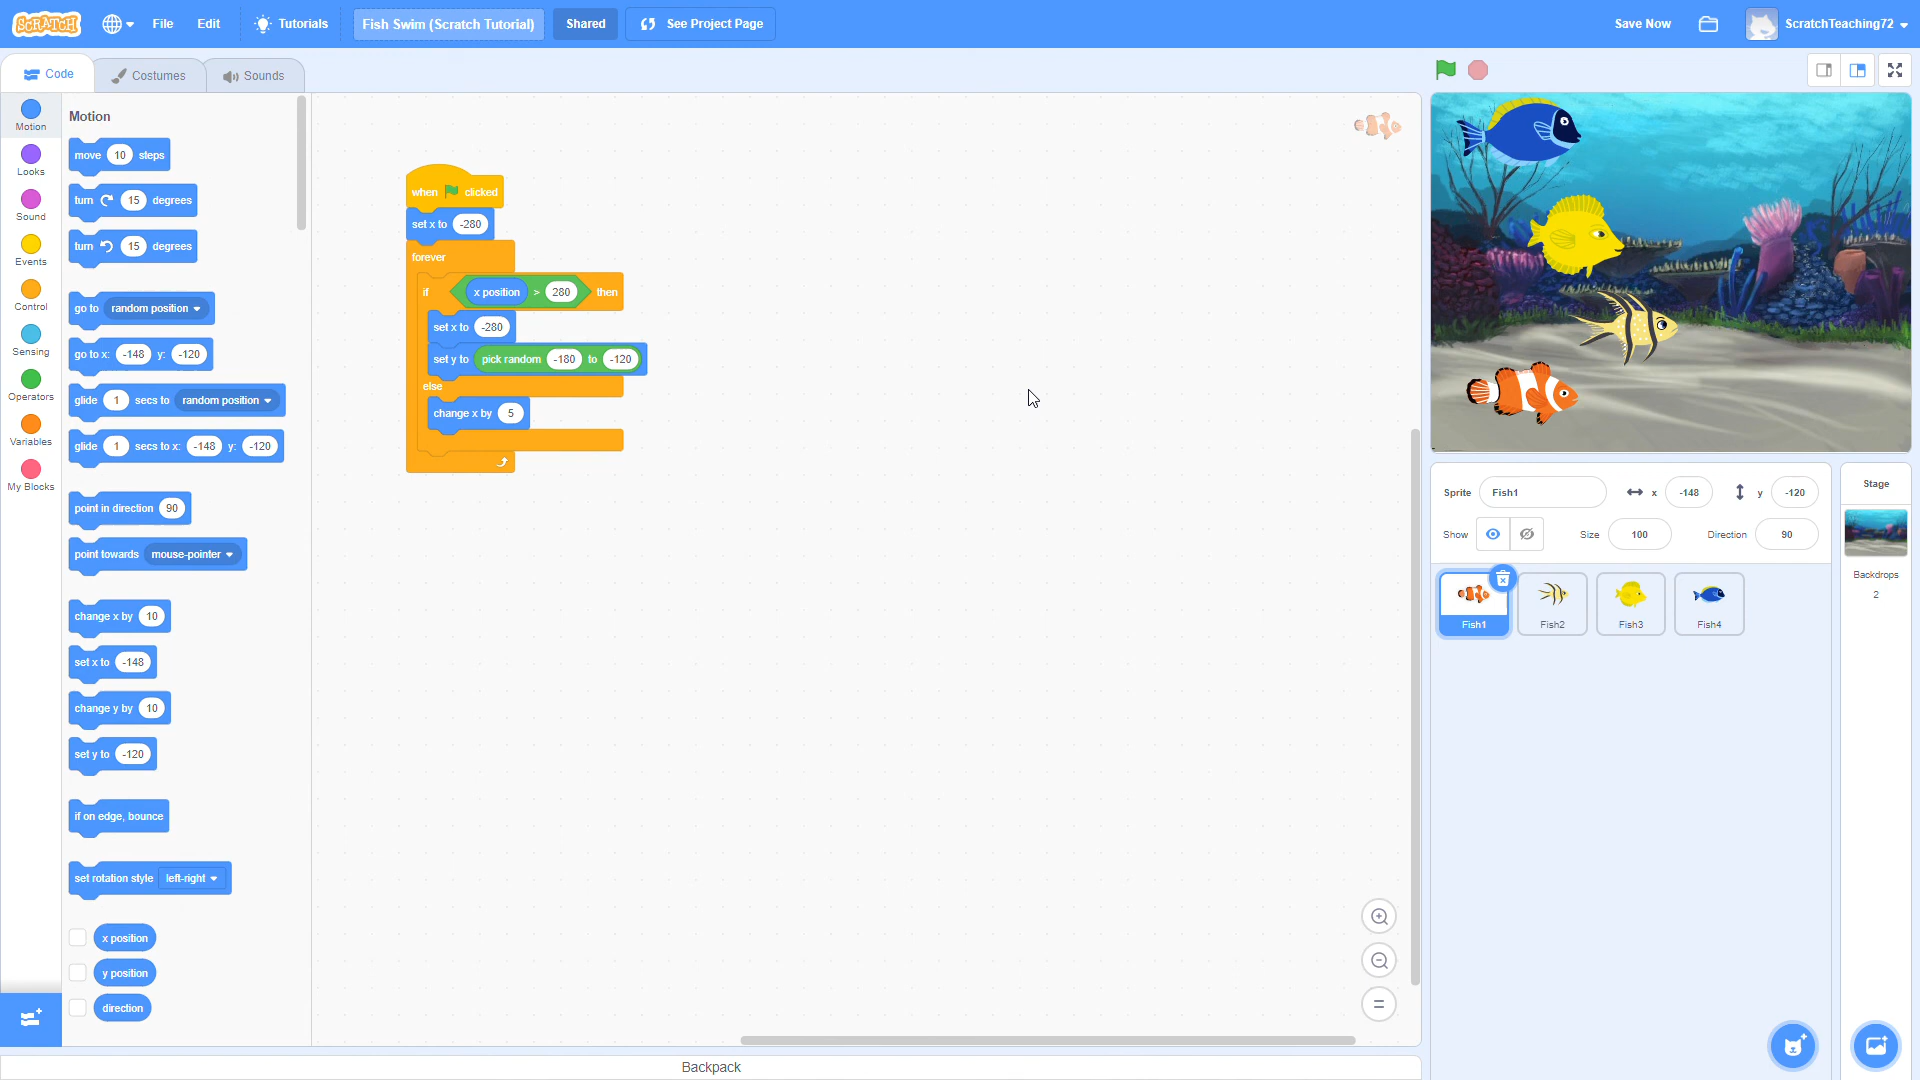 SCRATCH File Edit Tutorials Fish Swim (Scratch Tutorial) Shared See Project Page Save Now ScratchTeaching72
Code Costumes Sounds
Motion
Looks
Sound
Events
Control
Sensing
Operators
Variables
My Blocks
Motion
move 10 steps
turn 15 degrees
turn 15 degrees
go to random position
go to x: -148 y: -120
glide 1 secs to random position
glide 1 secs to x: -148 y: -120
point in direction 90
point towards mouse-pointer
change x by 10
set x to -148
change y by 10
set y to -120
if on edge, bounce
set rotation style left-right
x position
y position
direction
when clicked
set x to -280
forever
if x position > 280 then
set x to -280
set y to pick random -180 to -120
else
change x by 5
Backpack
Sprite Fish1 x -148 y -120
Show Size 100 Direction 90
Fish1 Fish2 Fish3 Fish4
Stage
Backdrops
2